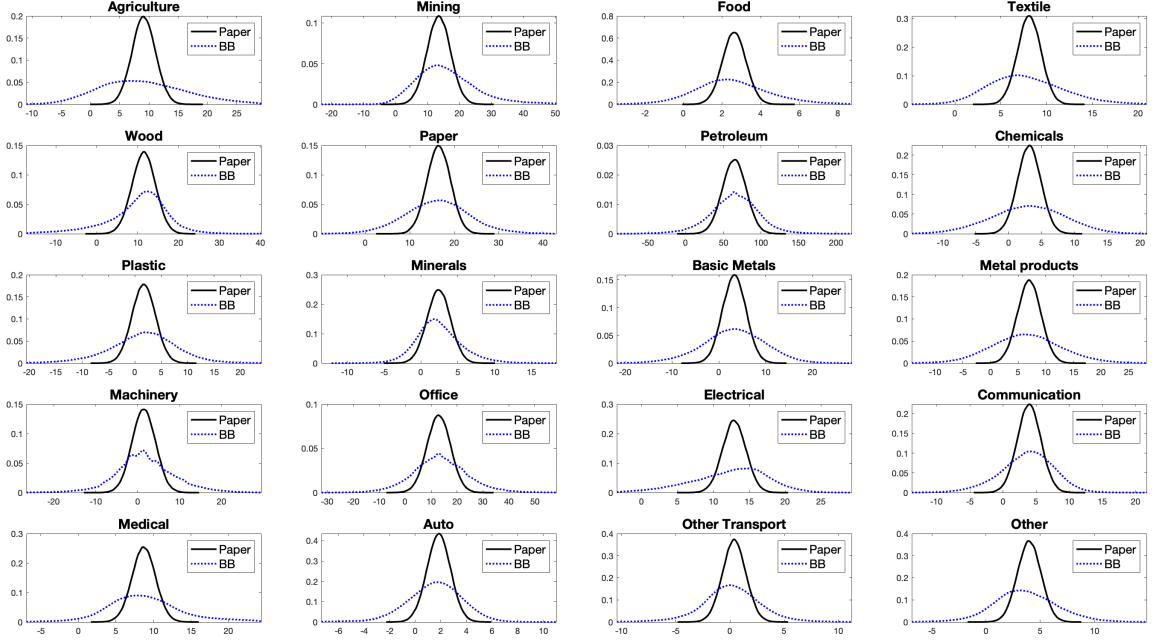 Agriculture
0.2
0.15
0.1
0.05
0
Paper
BB
-10 -5 0 5 10 15 20 25
Mining
0.1
0.05
0
Paper
BB
-10 0 10 20 30 40 50
Food
0.8
0.6
0.4
0.2
0
Paper
BB
-2 0 2 4 6 8
Textile
0.3
0.2
0.1
0
Paper
BB
0 5 10 15 20
Wood
0.15
0.1
0.05
0
Paper
BB
-10 0 10 20 30 40
Paper
0.15
0.1
0.05
0
Paper
BB
-10 0 10 20 30 40
Petroleum
0.03
0.02
0.01
0
Paper
BB
-50 0 50 100 150 200
Chemicals
0.2
0.15
0.1
0.05
0
Paper
BB
-10 -5 0 5 10 15 20
Plastic
0.2
0.15
0.1
0.05
0
Paper
BB
-20 -15 -10 -5 0 5 10 15 20
Minerals
0.3
0.2
0.1
0
Paper
BB
-10 -5 0 5 10 15
Basic Metals
0.15
0.1
0.05
0
Paper
BB
-20 -10 0 10 20
Metal products
0.2
0.15
0.1
0.05
0
Paper
BB
-10 -5 0 5 10 15 20 25
Machinery
0.15
0.1
0.05
0
Paper
BB
-20 -10 0 10 20
Office
0.1
0.05
0
Paper
BB
-30 -20 -10 0 10 20 30 40 50
Electrical
0.3
0.2
0.1
0
Paper
BB
0 5 10 15 20 25
Communication
0.2
0.15
0.1
0.05
0
Paper
BB
-10 -5 0 5 10 15 20
Medical
0.3
0.2
0.1
0
Paper
BB
-5 0 5 10 15 20
Auto
0.4
0.3
0.2
0.1
0
Paper
BB
-6 -4 -2 0 2 4 6 8 10
Other Transport
0.4
0.3
0.2
0.1
0
Paper
BB
-10 -5 0 5 10
Other
0.4
0.3
0.2
0.1
0
Paper
BB
-5 0 5 10